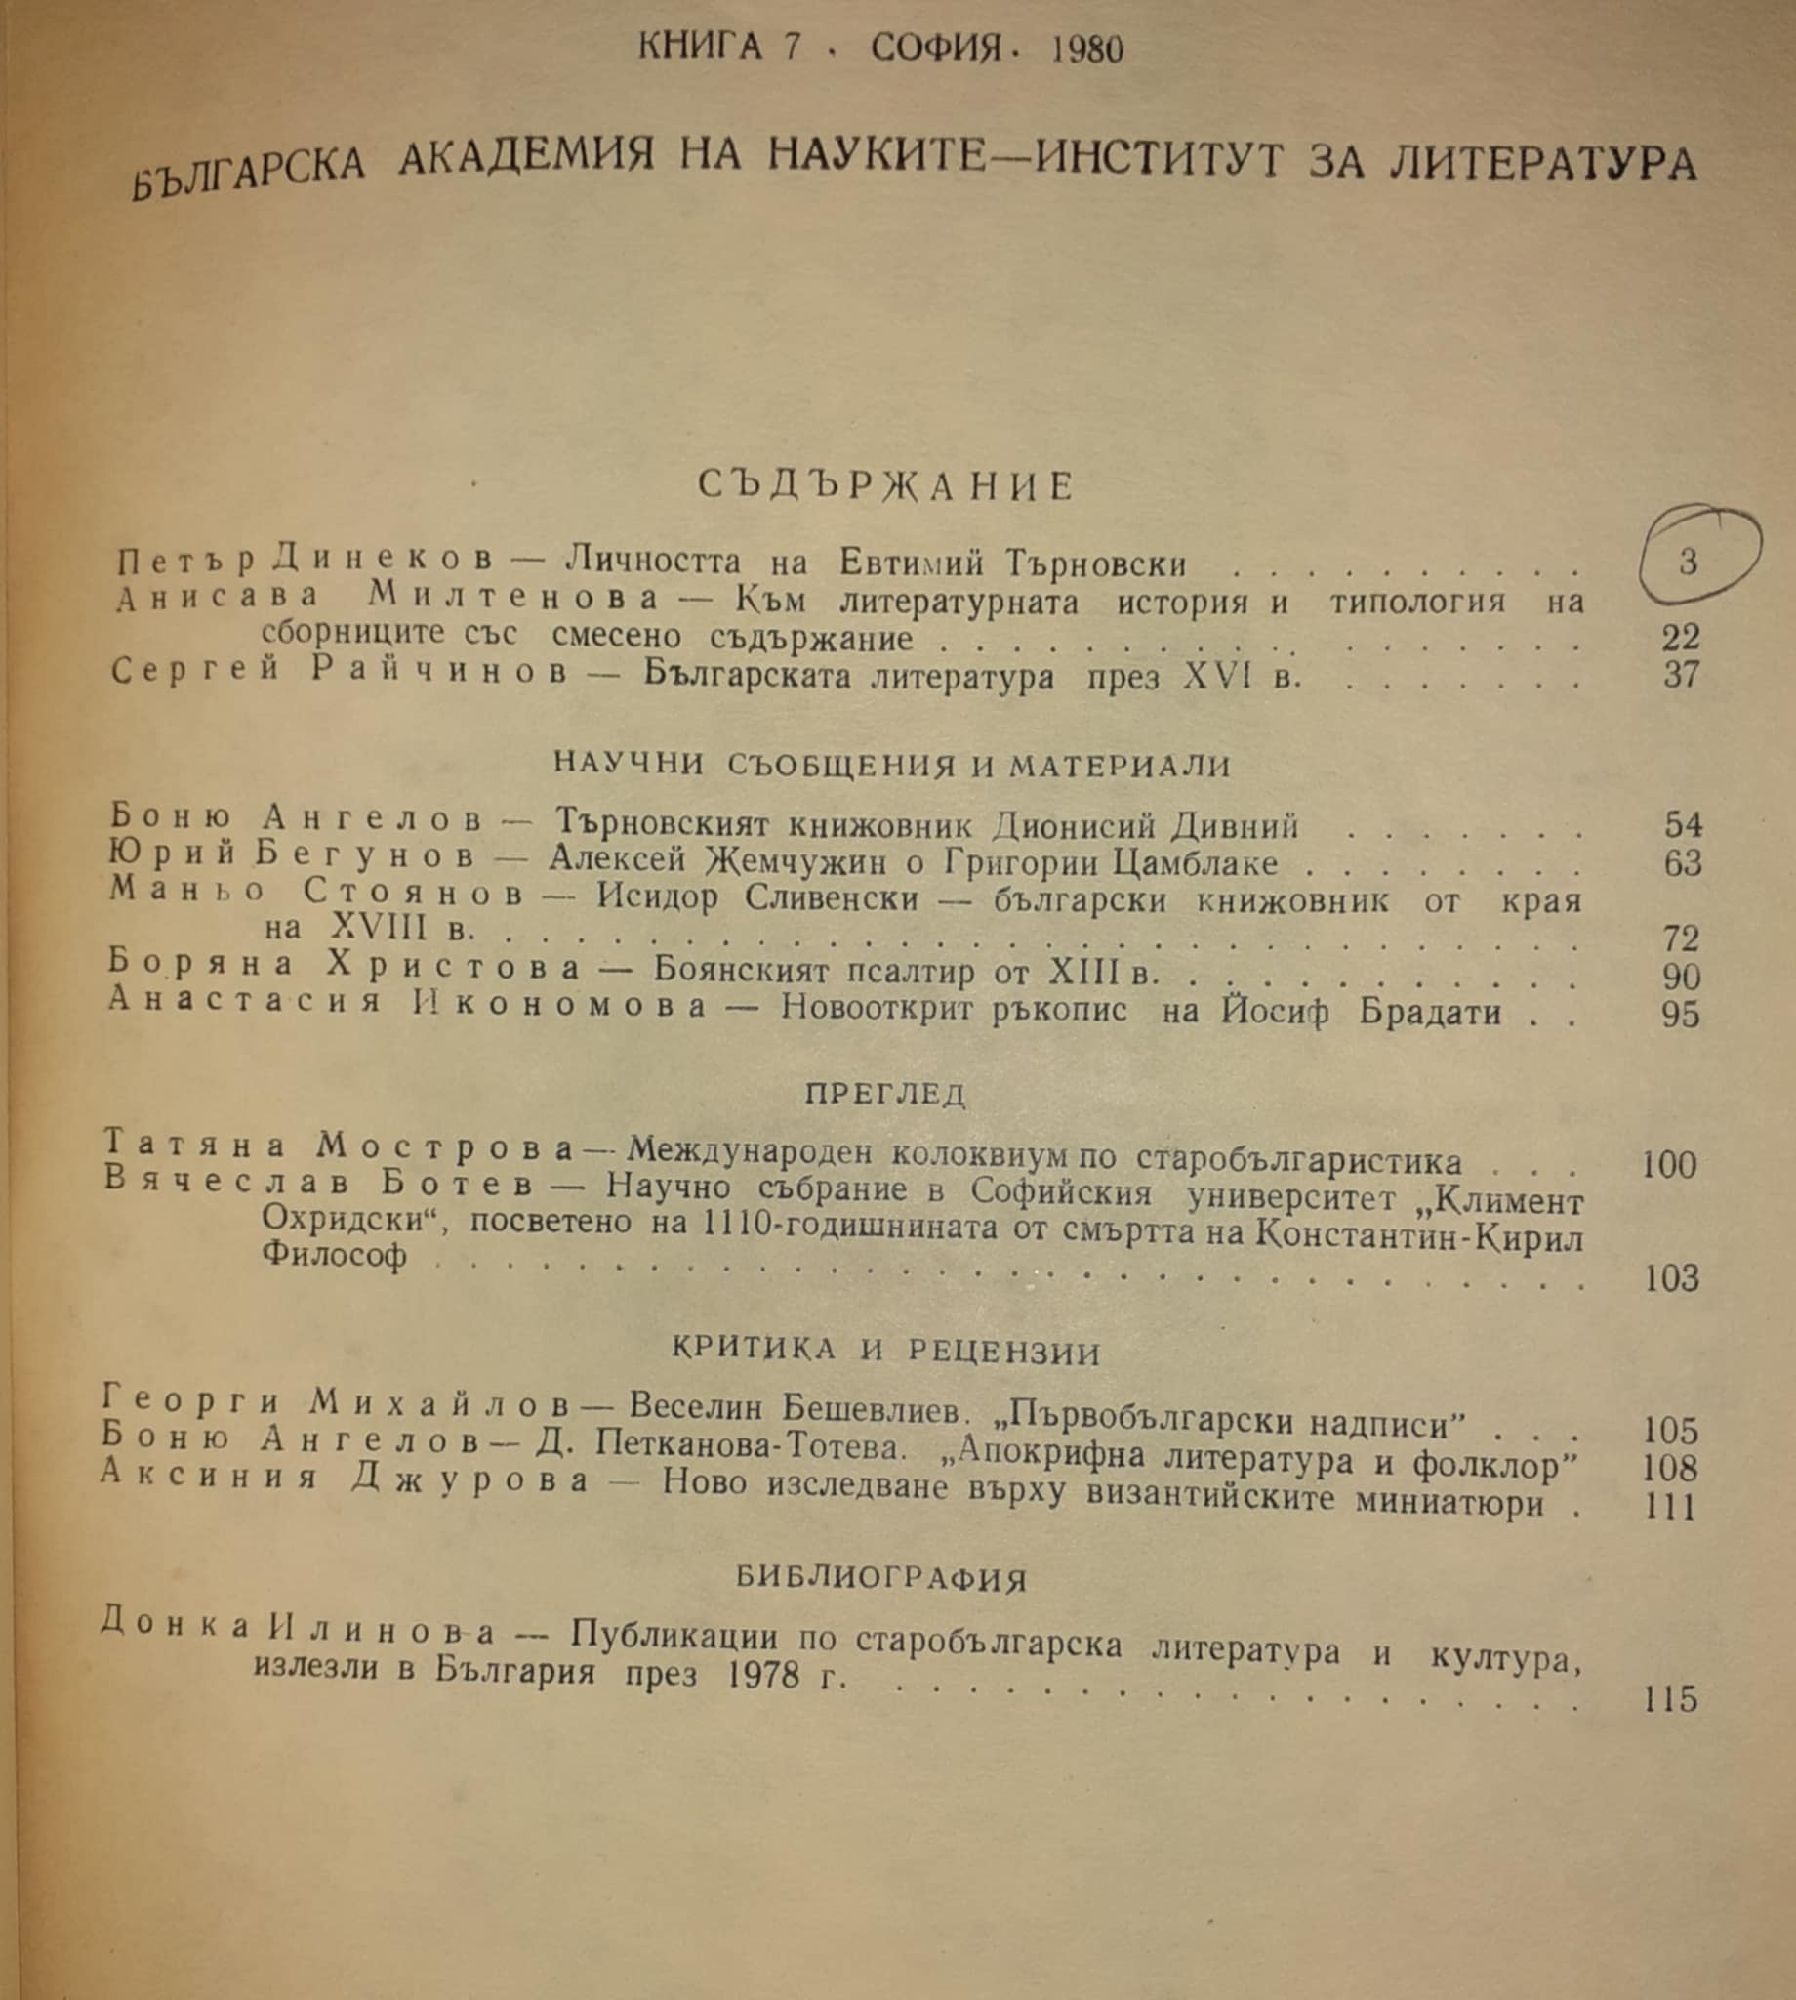 КНИГА 7 . СОФИЯ . 1980
БЪЛГАРСКА АКАДЕМИЯ НА НАУКИТЕ—ИНСТИТУТ ЗА ЛИТЕРАТУРА
СЪДЪРЖАНИЕ
Петър Динеков — Личността на Евтимий Търновски . . . . . . . . . . 3
Анисава Милтенова — Към литературната история и типология на
сборниците със смесено съдържание . . . . . . . . . . . . . . . . . 22
Сергей Райчинов — Българската литература през XVI в. . . . . . . . 37
НАУЧНИ СЪОБЩЕНИЯ И МАТЕРИАЛИ
Боню Ангелов — Търновският книжовник Дионисий Дивний . . . . . . . 54
Юрий Бегунов — Алексей Жемчужин о Григории Цамблаке . . . . . . . . 63
Маньо Стоянов — Исидор Сливенски — български книжовник от края
на XVIII в. . . . . . . . . . . . . . . . . . . . . . . . . . . . . 72
Боряна Христова — Боянският псалтир от XIII в. . . . . . . . . . . . 90
Анастасия Икономова — Новооткрит ръкопис на Йосиф Брадати . . 95
ПРЕГЛЕД
Татяна Мострова — Международен колоквиум по старобългаристика . . . 100
Вячеслав Ботев — Научно събрание в Софийския университет „Климент
Охридски“, посветено на 1110-годишнината от смъртта на Константин-Кирил
Философ . . . . . . . . . . . . . . . . . . . . . . . . . . . . 103
КРИТИКА И РЕЦЕНЗИИ
Георги Михайлов — Веселин Бешевлиев. „Първобългарски надписи” . . . 105
Боню Ангелов — Д. Петканова-Тотева. „Апокрифна литература и фолклор” 108
Аксиния Джурова — Ново изследване върху византийските миниатюри . 111
БИБЛИОГРАФИЯ
Донка Илинова — Публикации по старобългарска литература и култура,
излезли в България през 1978 г. . . . . . . . . . . . . . . . . . . . 115